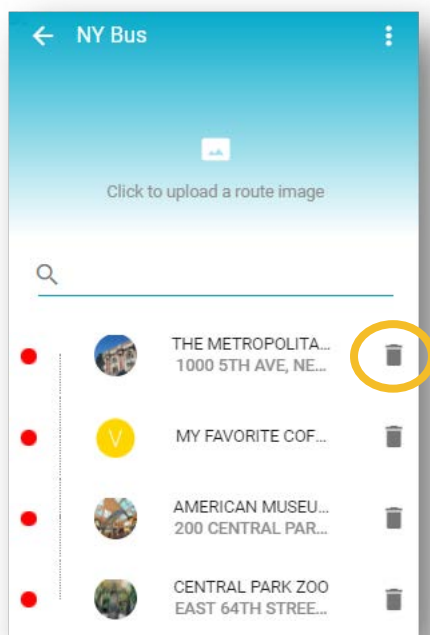 NY Bus
Click to upload a route image
THE METROPOLITA...
1000 5TH AVE, NE...
V
MY FAVORITE COF...
AMERICAN MUSEU...
200 CENTRAL PAR...
CENTRAL PARK ZOO
EAST 64TH STREE...